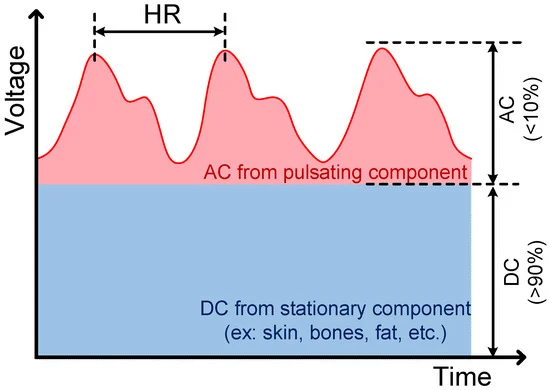 HR
Voltage
AC
(<10%)
AC from pulsating component
DC
(>90%)
DC from stationary component
(ex: skin, bones, fat, etc.)
Time